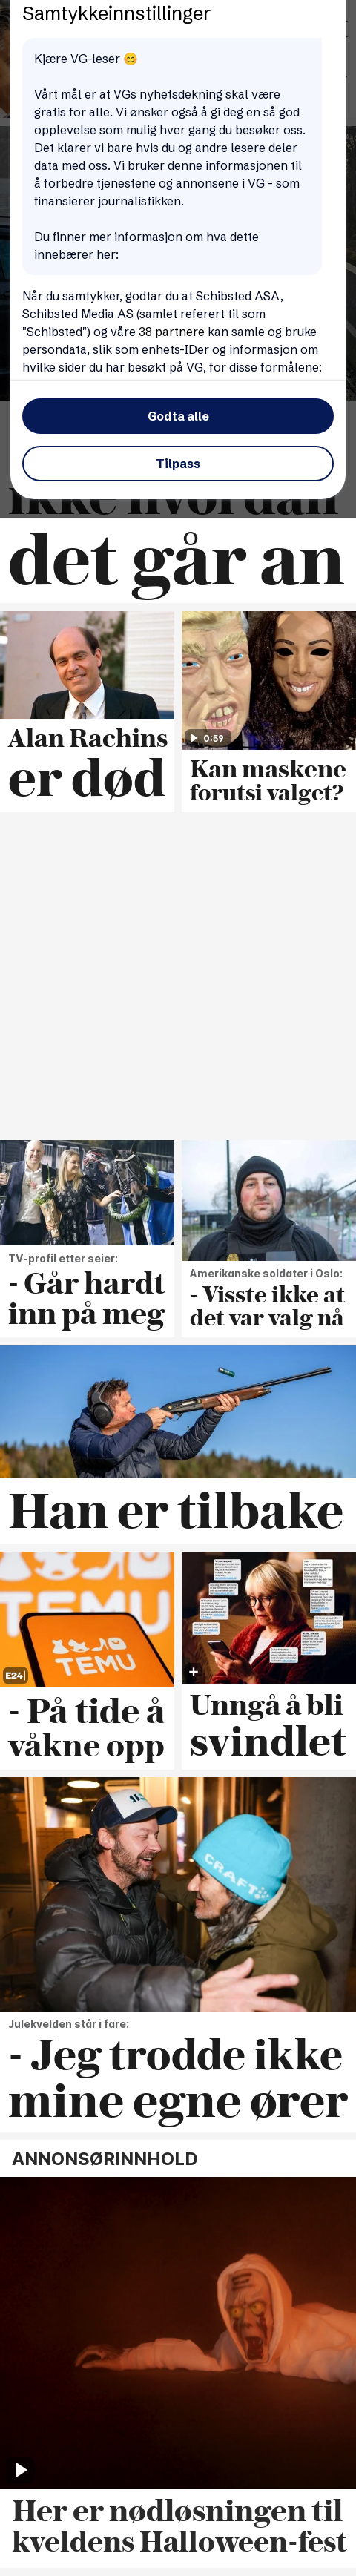 Samtykkeinnstillinger
Kjære VG-leser 😊
Vårt mål er at VGs nyhetsdekning skal være
gratis for alle. Vi ønsker også å gi deg en så god
opplevelse som mulig hver gang du besøker oss.
Det klarer vi bare hvis du og andre lesere deler
data med oss. Vi bruker denne informasjonen til
å forbedre tjenestene og annonsene i VG - som
finansierer journalistikken.
Du finner mer informasjon om hva dette
innebærer her:
Når du samtykker, godtar du at Schibsted ASA,
Schibsted Media AS (samlet referert til som
"Schibsted") og våre 38 partnere kan samle og bruke
persondata, slik som enhets-IDer og informasjon om
hvilke sider du har besøkt på VG, for disse formålene:
Godta alle
Tilpass
ikke hvordan
det går an
Alan Rachins
er død
0:59
Kan maskene
forutsi valget?
TV-profil etter seier:
- Går hardt
inn på meg
Amerikanske soldater i Oslo:
- Visste ikke at
det var valg nå
Han er tilbake
TEMU
E24
- På tide å
våkne opp
Unngå å bli
svindlet
CRAFT
Julekvelden står i fare:
- Jeg trodde ikke
mine egne ører
ANNONSØRINNHOLD
Her er nødløsningen til
kveldens Halloween-fest